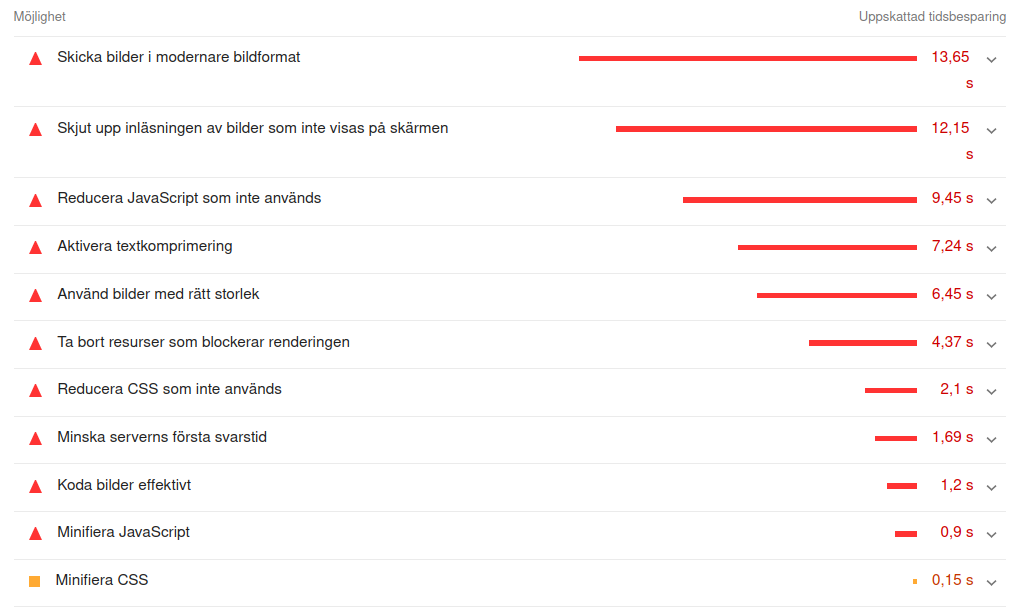 Möjlighet Uppskattad tidsbesparing
Skicka bilder i modernare bildformat 13,65 s
Skjut upp inläsningen av bilder som inte visas på skärmen 12,15 s
Reducera JavaScript som inte används 9,45 s
Aktivera textkomprimering 7,24 s
Använd bilder med rätt storlek 6,45 s
Ta bort resurser som blockerar renderingen 4,37 s
Reducera CSS som inte används 2,1 s
Minska serverns första svarstid 1,69 s
Koda bilder effektivt 1,2 s
Minifiera JavaScript 0,9 s
Minifiera CSS 0,15 s